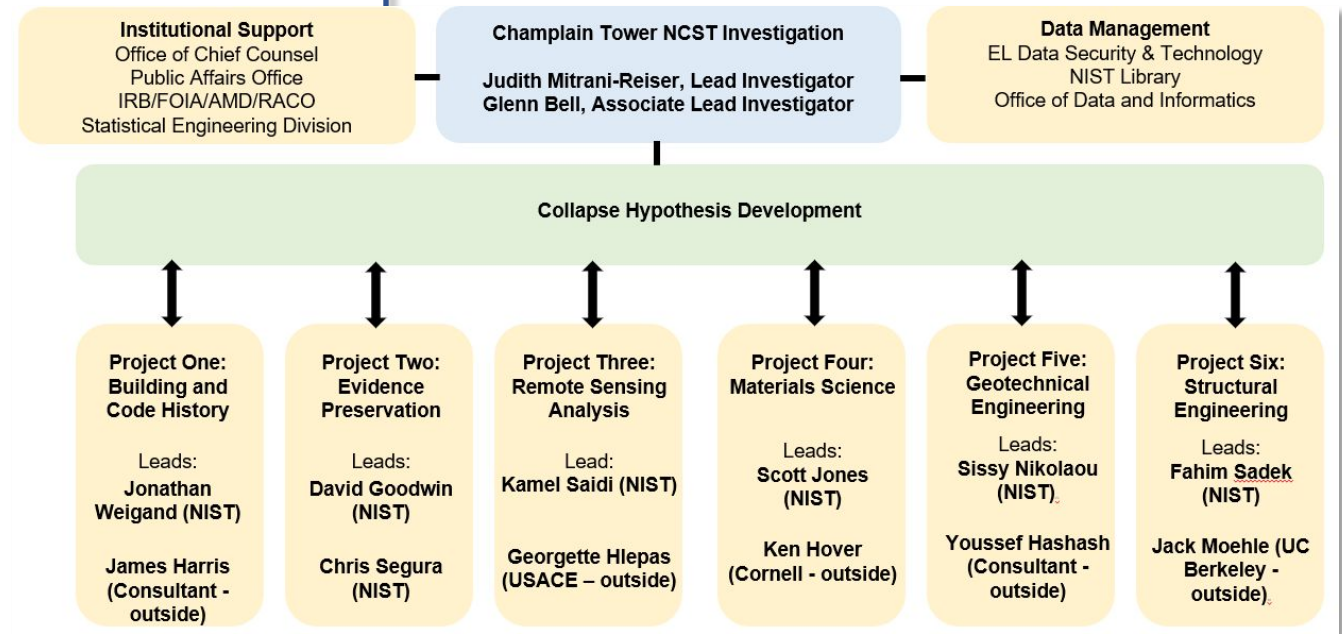 Institutional Support
Office of Chief Counsel
Public Affairs Office
IRB/FOIA/AMD/RACO
Statistical Engineering Division
Champlain Tower NCST Investigation
Judith Mitrani-Reiser, Lead Investigator
Glenn Bell, Associate Lead Investigator
Data Management
EL Data Security & Technology
NIST Library
Office of Data and Informatics
Collapse Hypothesis Development
Project One:
Building and
Code History
Leads:
Jonathan
Weigand (NIST)
James Harris
(Consultant -
outside)
Project Two:
Evidence
Preservation
Leads:
David Goodwin
(NIST)
Chris Segura
(NIST)
Project Three:
Remote Sensing
Analysis
Lead:
Kamel Saidi (NIST)
Georgette Hlepas
(USACE – outside)
Project Four:
Materials Science
Leads:
Scott Jones
(NIST)
Ken Hover
(Cornell - outside)
Project Five:
Geotechnical
Engineering
Leads:
Sissy Nikolaou
(NIST)
Youssef Hashash
(Consultant -
outside)
Project Six:
Structural
Engineering
Leads:
Fahim Sadek
(NIST)
Jack Moehle (UC
Berkeley -
outside)